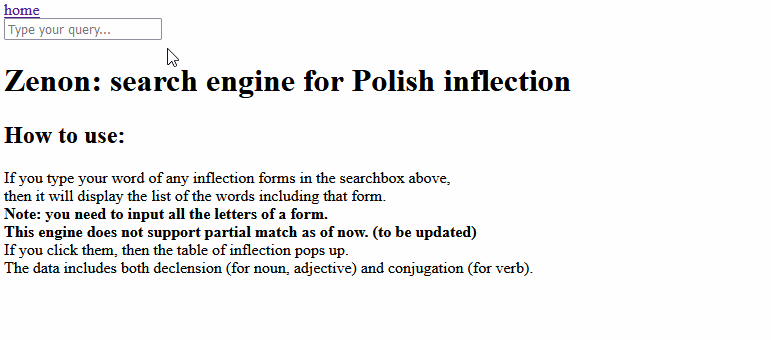 home
Type your query...
Zenon: search engine for Polish inflection
How to use:
If you type your word of any inflection forms in the searchbox above,
then it will display the list of the words including that form.
Note: you need to input all the letters of a form.
This engine does not support partial match as of now. (to be updated)
If you click them, then the table of inflection pops up.
The data includes both declension (for noun, adjective) and conjugation (for verb).